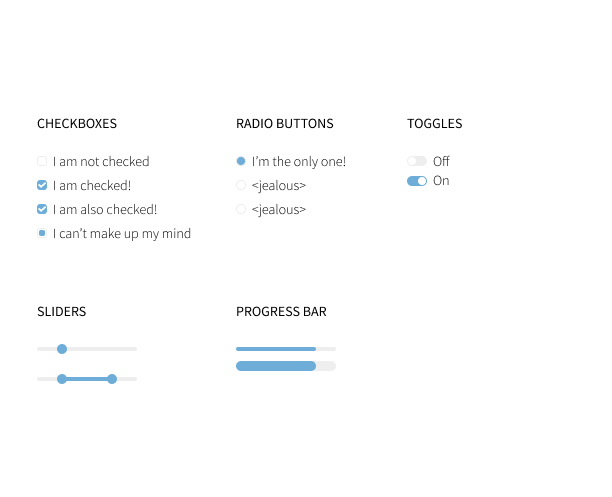 CHECKBOXES
I am not checked
I am checked!
I am also checked!
I can't make up my mind
RADIO BUTTONS
I'm the only one!
<jealous>
<jealous>
TOGGLES
Off
On
SLIDERS
PROGRESS BAR